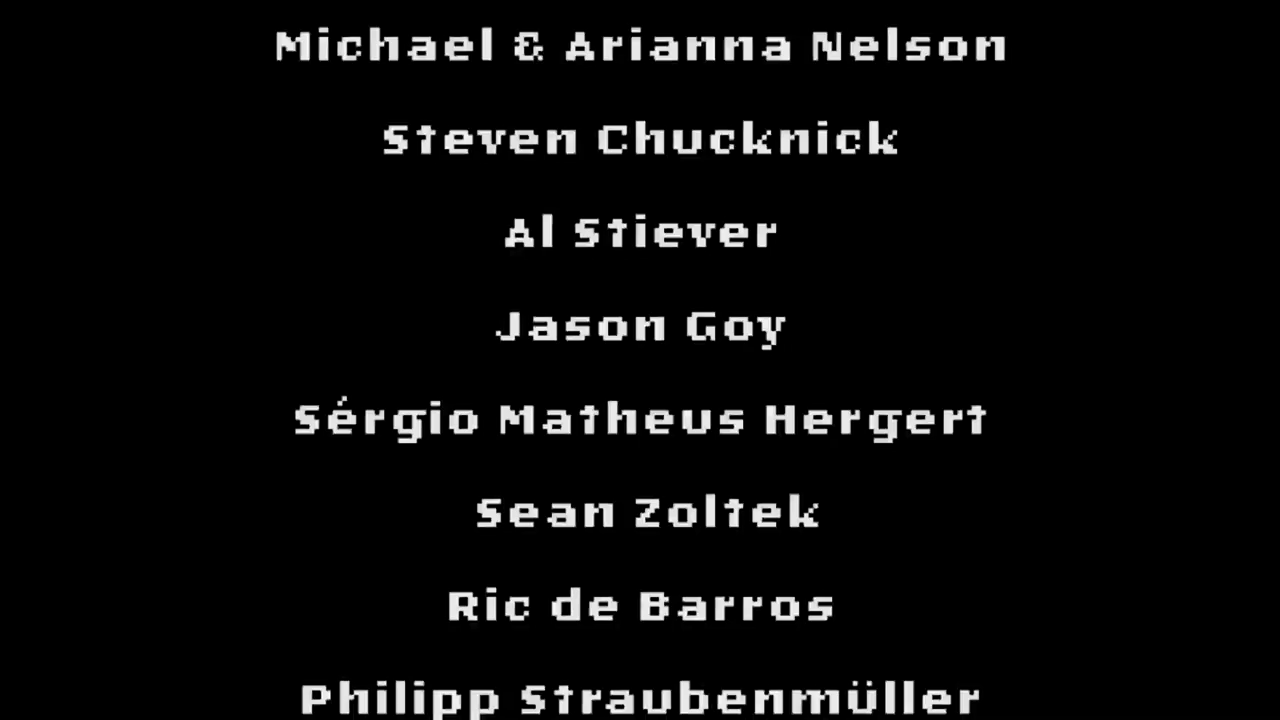 Michael & Arianna Nelson
Steven Chucknick
Al Stiever
Jason Goy
Sérgio Matheus Hergert
Sean Zoltek
Ric de Barros
Philipp Straubenmüller